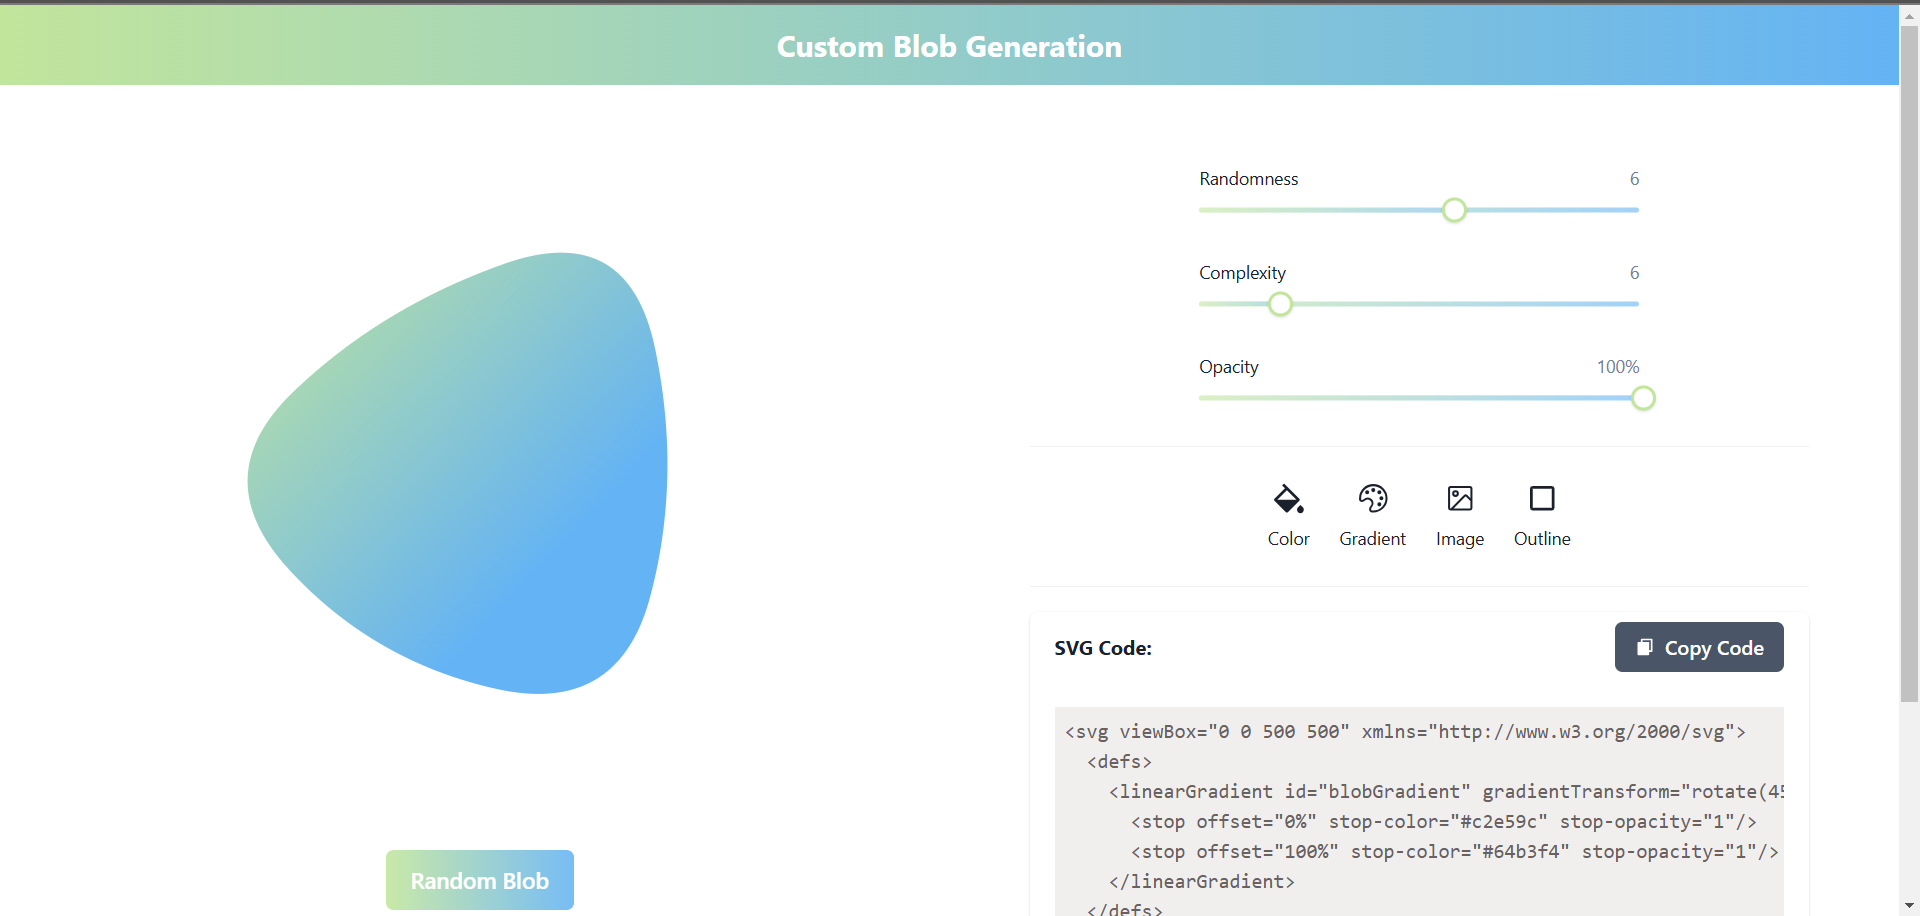 Custom Blob Generation
Randomness 6
Complexity 6
Opacity 100%
Color Gradient Image Outline
SVG Code:
Copy Code
<svg viewBox="0 0 500 500" xmlns="http://www.w3.org/2000/svg">
<defs>
<linearGradient id="blobGradient" gradientTransform="rotate(45
<stop offset="0%" stop-color="#c2e59c" stop-opacity="1"/>
<stop offset="100%" stop-color="#64b3f4" stop-opacity="1"/>
</linearGradient>
</defs>
Random Blob